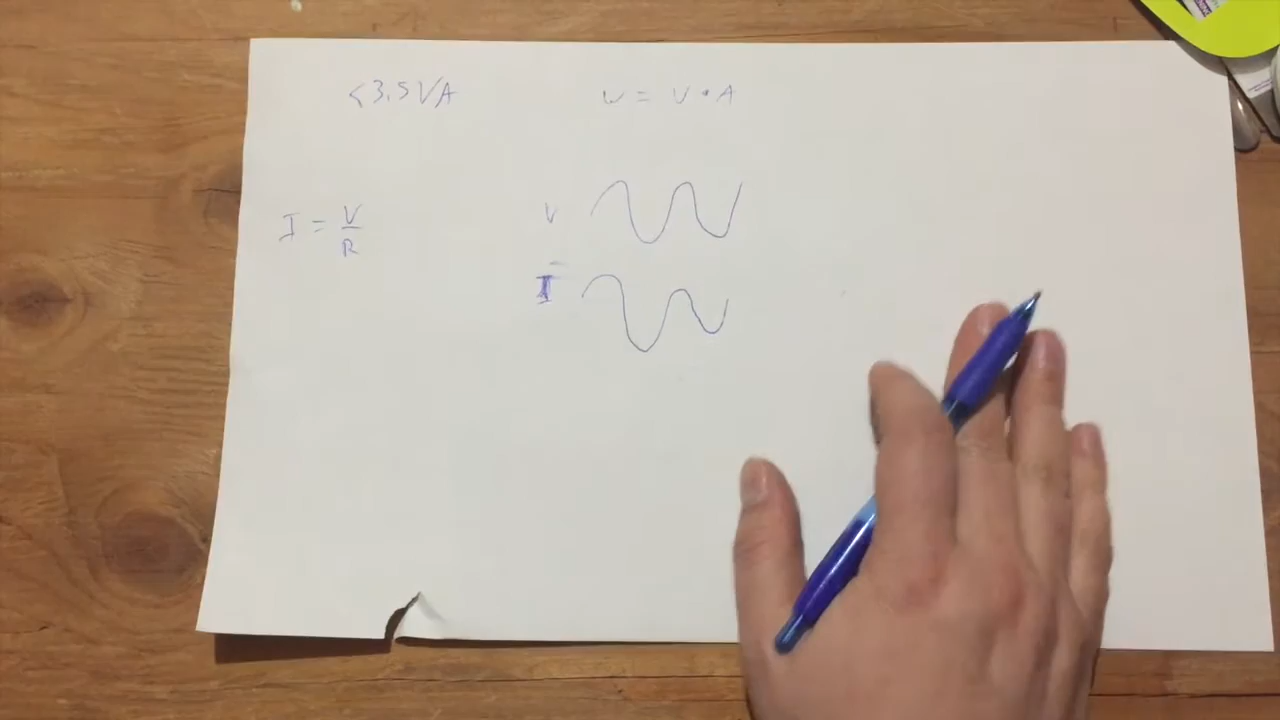 <3.5VA
W = V • A
I = V/R
V
I